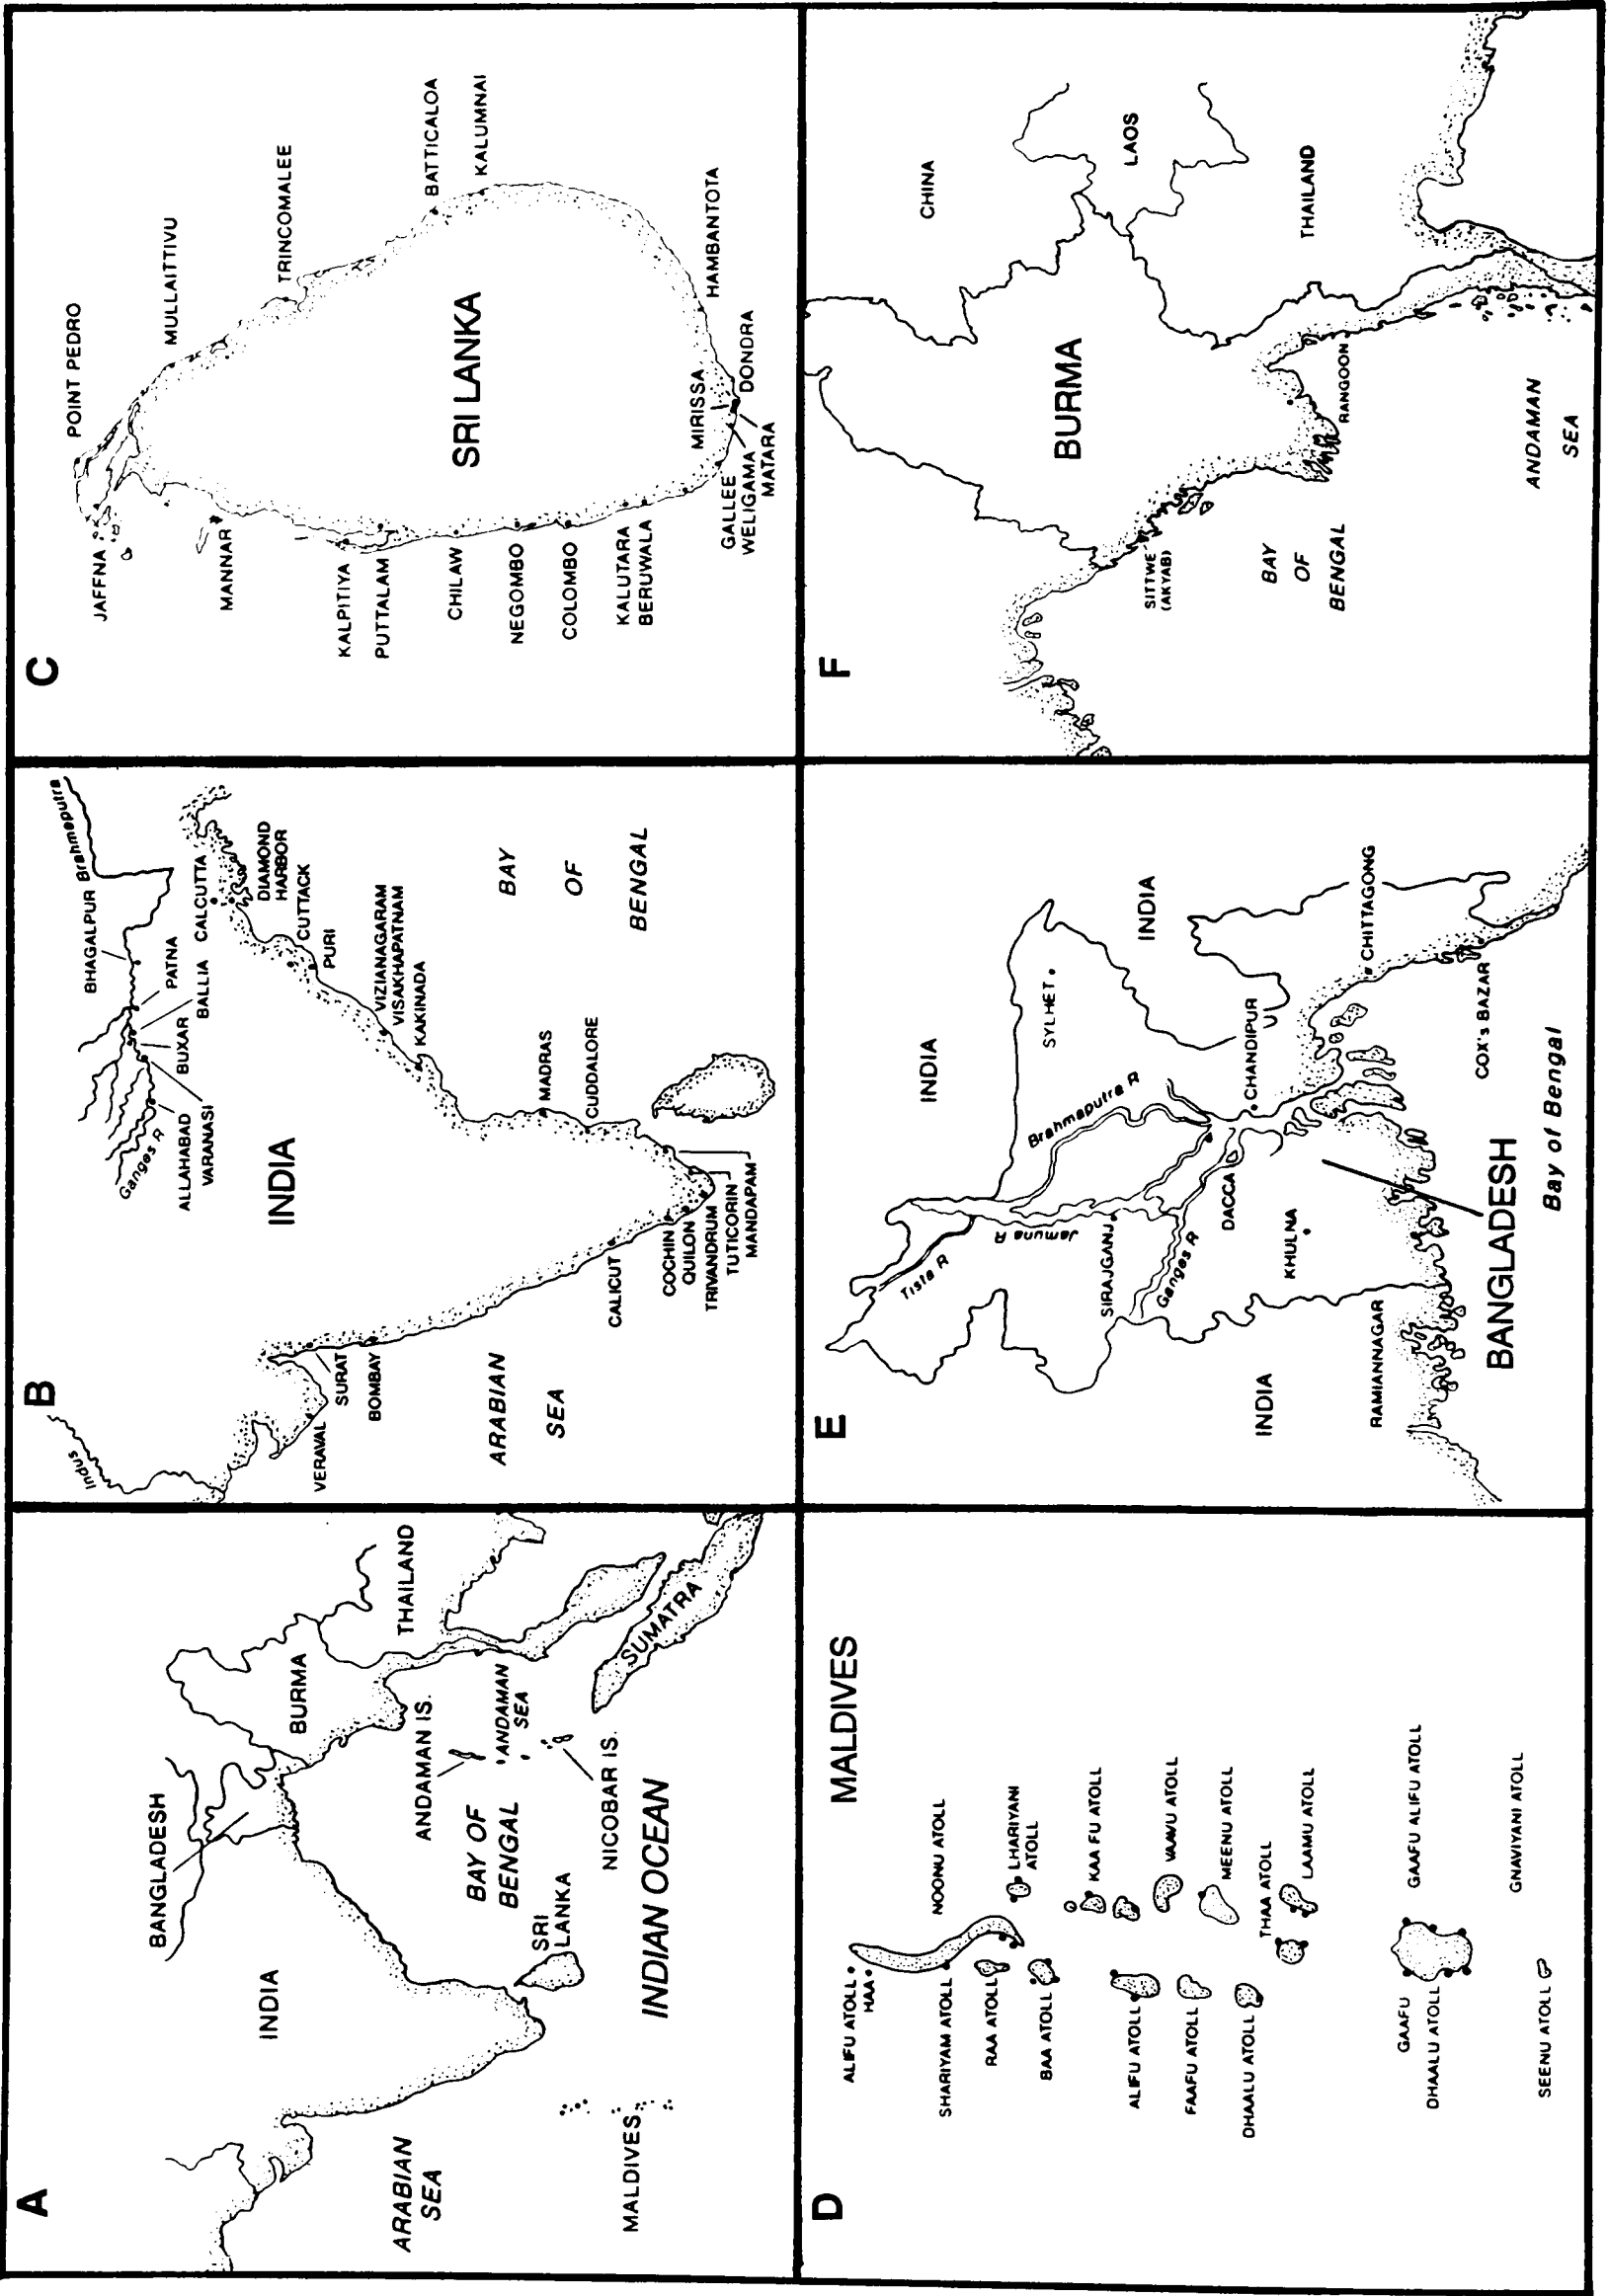 A
BANGLADESH
INDIA
BURMA
THAILAND
ARABIAN
SEA
ANDAMAN IS.
BAY OF
BENGAL
ANDAMAN
SEA
SRI
LANKA
NICOBAR IS.
SUMATRA
MALDIVES
INDIAN OCEAN
B
Indus
Brahmaputra
BHAGALPUR
PATNA
BALLIA
CALCUTTA
BUXAR
Ganges R
ALLAHABAD
VARANASI
DIAMOND
HARBOR
CUTTACK
PURI
INDIA
VERAVAL
SURAT
BOMBAY
VIZIANAGARAM
VISAKHAPATNAM
KAKINADA
ARABIAN
SEA
BAY
OF
BENGAL
MADRAS
CUDDALORE
CALICUT
COCHIN
QUILON
TRIVANDRUM
TUTICORIN
MANDAPAM
C
POINT PEDRO
JAFFNA
MULLAITTIVU
MANNAR
TRINCOMALEE
KALPITIYA
PUTTALAM
BATTICALOA
CHILAW
KALUMNAI
SRI LANKA
NEGOMBO
COLOMBO
KALUTARA
BERUWALA
HAMBANTOTA
MIRISSA
GALLEE
WELIGAMA
MATARA
DONDRA
D
MALDIVES
ALIFU ATOLL
HAA
NOONU ATOLL
SHARIYAM ATOLL
RAA ATOLL
LHARIYANI
ATOLL
BAA ATOLL
KAA FU ATOLL
ALIFU ATOLL
VAAVU ATOLL
FAAFU ATOLL
MEENU ATOLL
DHAALU ATOLL
THAA ATOLL
LAAMU ATOLL
GAAFU
DHAALU ATOLL
GAAFU ALIFU ATOLL
GNAVIYANI ATOLL
SEENU ATOLL
E
INDIA
Tista R
Jamuna R
Brahmaputra R
SYLHET
SIRAJGANJ
INDIA
Ganges R
DACCA
CHANDIPUR
INDIA
KHULNA
CHITTAGONG
RAMIANNAGAR
COX's BAZAR
BANGLADESH
Bay of Bengal
F
CHINA
BURMA
LAOS
SITTWE
(AKYAB)
THAILAND
BAY
OF
BENGAL
RANGOON
ANDAMAN
SEA